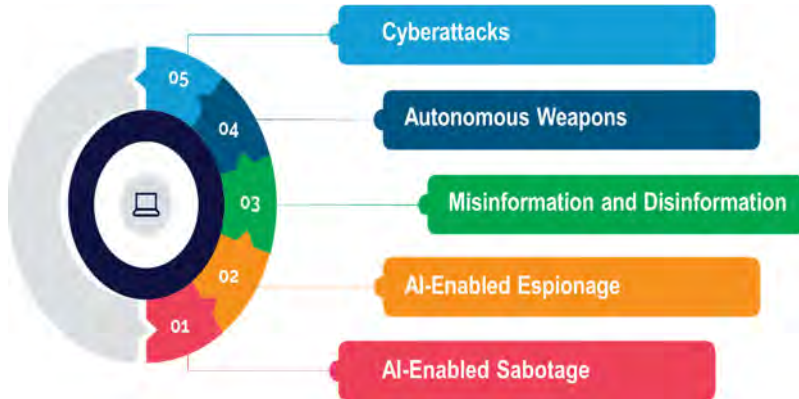 05
Cyberattacks
04
Autonomous Weapons
03
Misinformation and Disinformation
02
AI-Enabled Espionage
01
AI-Enabled Sabotage